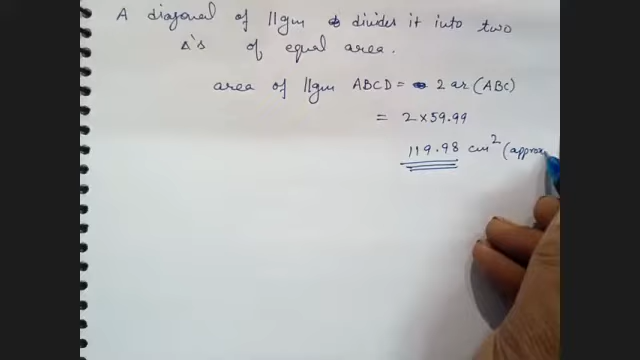 A diagonal of ||gm divides it into two
Δ's of equal area.
area of ||gm ABCD = 2 ar (ABC)
= 2 × 59.99
119.98 cm² (approx